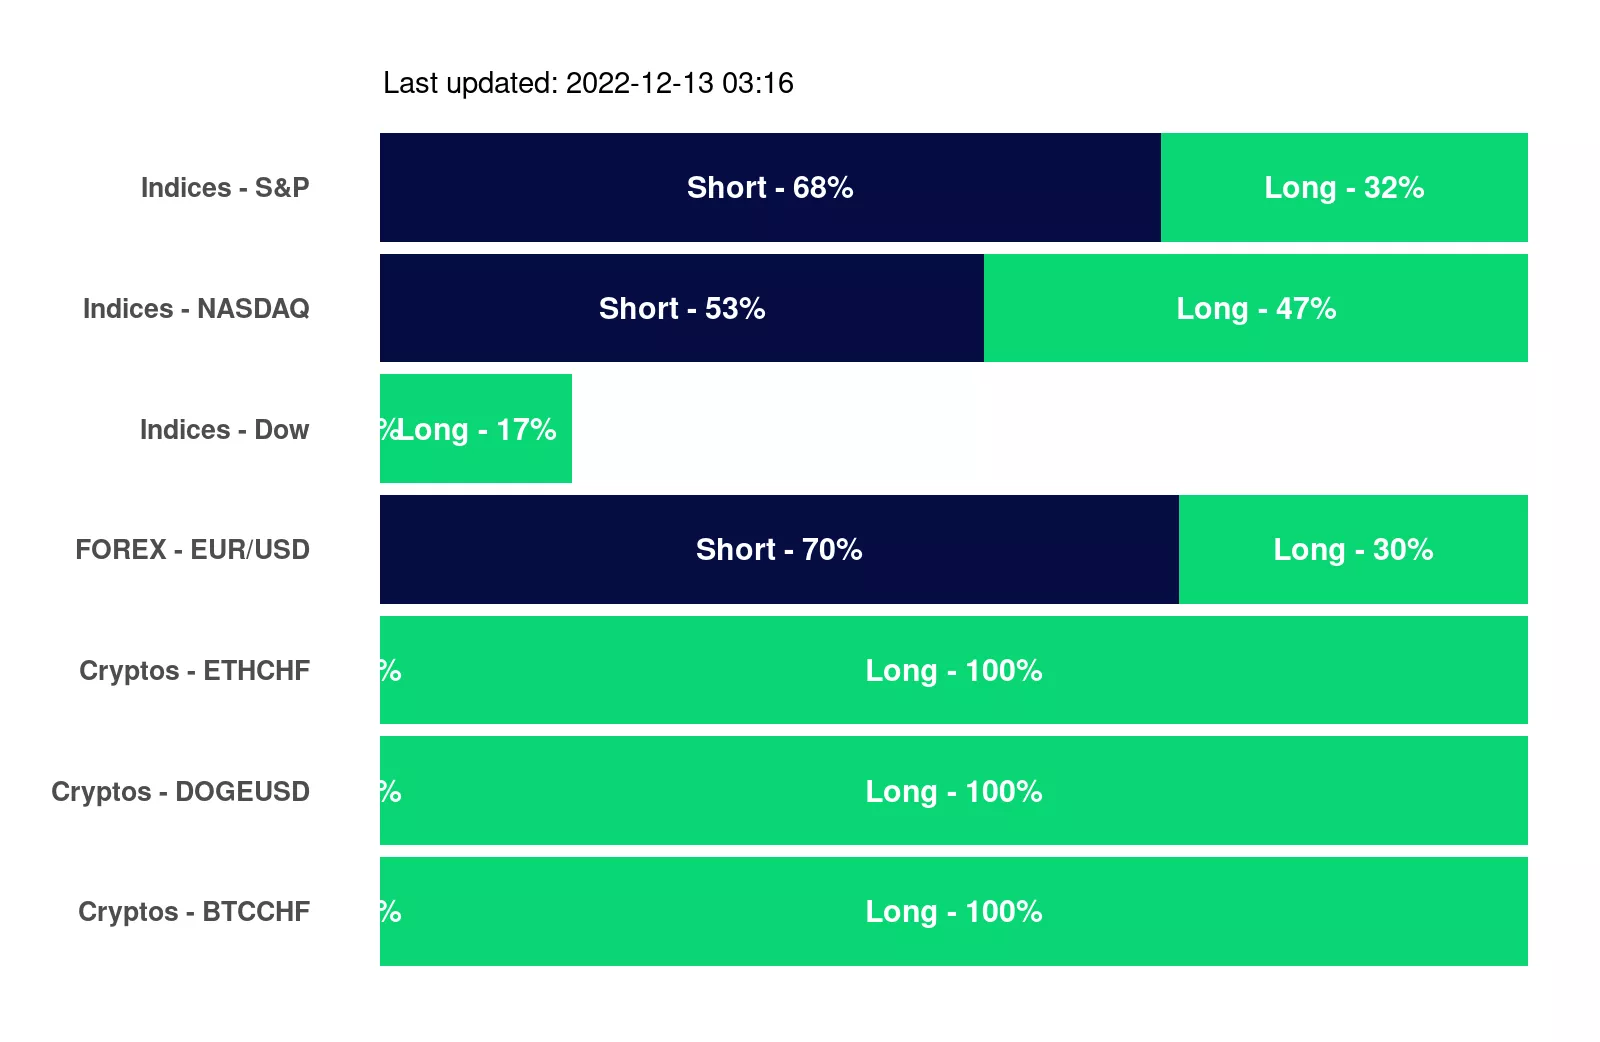 Last updated: 2022-12-13 03:16
Indices - S&P Short - 68% Long - 32%
Indices - NASDAQ Short - 53% Long - 47%
Indices - Dow % Long - 17%
FOREX - EUR/USD Short - 70% Long - 30%
Cryptos - ETHCHF % Long - 100%
Cryptos - DOGEUSD % Long - 100%
Cryptos - BTCCHF % Long - 100%